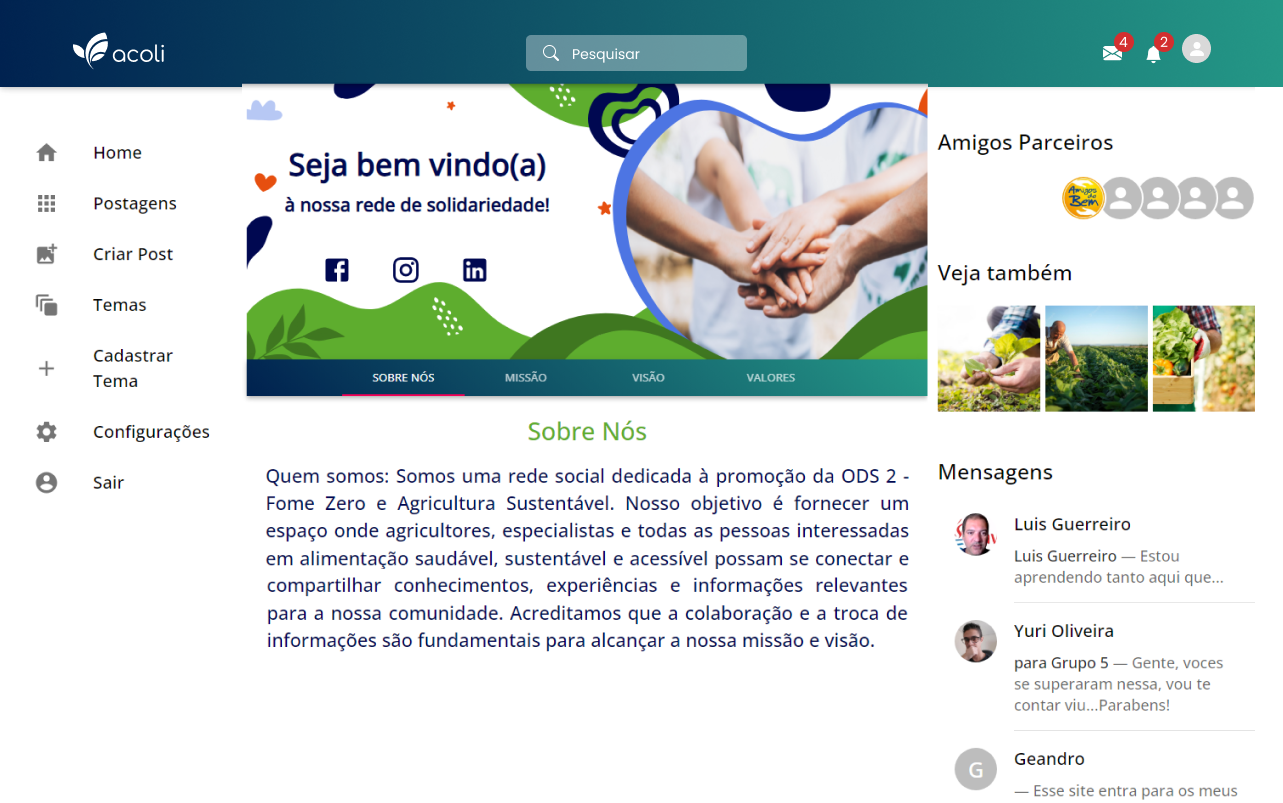 acoli
Pesquisar
4
2
Home
Postagens
Criar Post
Temas
Cadastrar
Tema
Configurações
Sair
Seja bem vindo(a)
à nossa rede de solidariedade!
SOBRE NÓS
MISSÃO
VISÃO
VALORES
Sobre Nós
Quem somos: Somos uma rede social dedicada à promoção da ODS 2 -
Fome Zero e Agricultura Sustentável. Nosso objetivo é fornecer um
espaço onde agricultores, especialistas e todas as pessoas interessadas
em alimentação saudável, sustentável e acessível possam se conectar e
compartilhar conhecimentos, experiências e informações relevantes
para a nossa comunidade. Acreditamos que a colaboração e a troca de
informações são fundamentais para alcançar a nossa missão e visão.
Amigos Parceiros
Amigos
do
Bem
Veja também
Mensagens
Luis Guerreiro
Luis Guerreiro — Estou
aprendendo tanto aqui que...
Yuri Oliveira
para Grupo 5 — Gente, voces
se superaram nessa, vou te
contar viu...Parabens!
G
Geandro
— Esse site entra para os meus